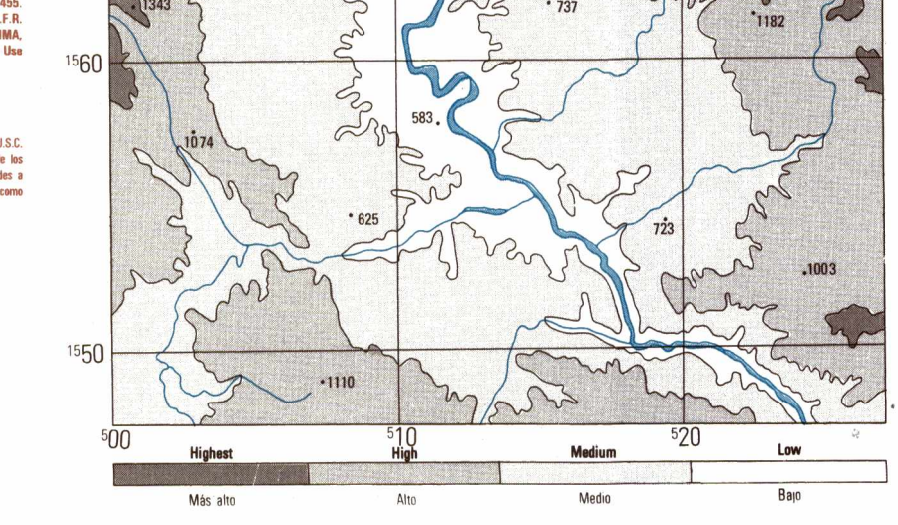 455.
1343
737
.F.R.
1182
IMA,
Use
1560
583
J.S.C.
1074
e los
des a
como
625
723
1003
1550
1110
500
510
520
Highest
High
Medium
Low
Más alto
Alto
Medio
Bajo